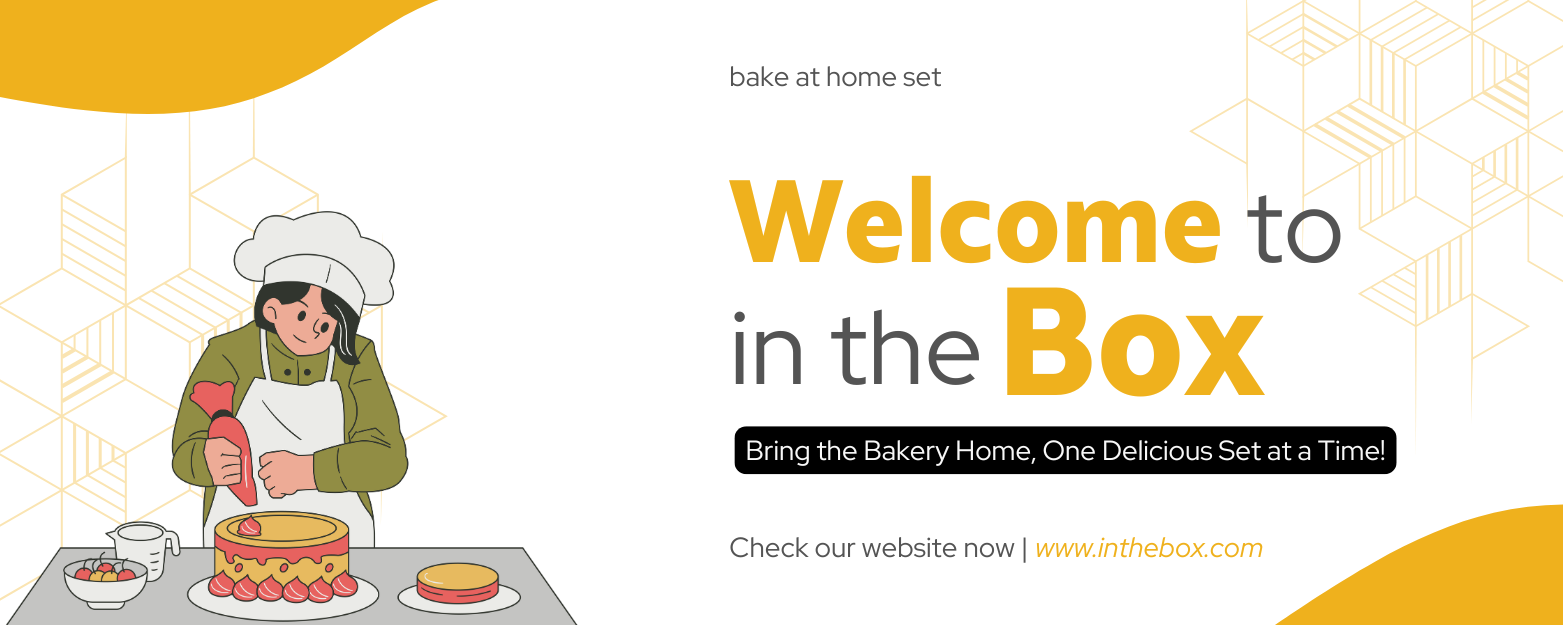 bake at home set
Welcome to
in the Box
Bring the Bakery Home, One Delicious Set at a Time!
Check our website now | www.inthebox.com